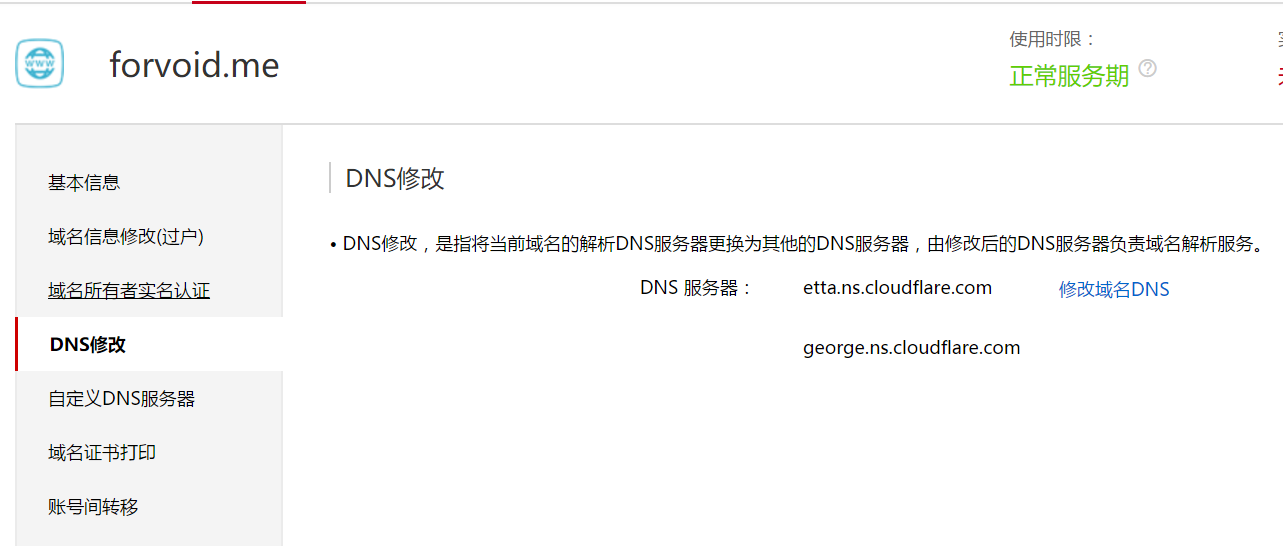 www
forvoid.me
使用时限：
正常服务期
?
基本信息
域名信息修改(过户)
域名所有者实名认证
DNS修改
自定义DNS服务器
域名证书打印
账号间转移
DNS修改
• DNS修改，是指将当前域名的解析DNS服务器更换为其他的DNS服务器，由修改后的DNS服务器负责域名解析服务。
DNS 服务器： etta.ns.cloudflare.com 修改域名DNS
george.ns.cloudflare.com